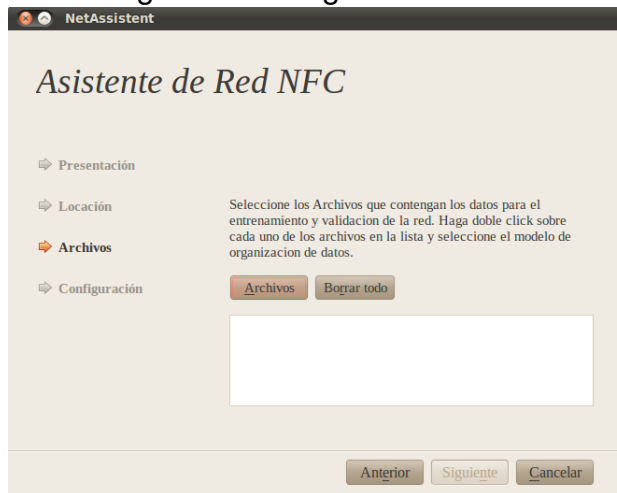 NetAssistent
Asistente de Red NFC
Presentación
Locación
Archivos
Configuración
Seleccione los Archivos que contengan los datos para el
entrenamiento y validacion de la red. Haga doble click sobre
cada uno de los archivos en la lista y seleccione el modelo de
organizacion de datos.
Archivos Borrar todo
Anterior Siguiente Cancelar